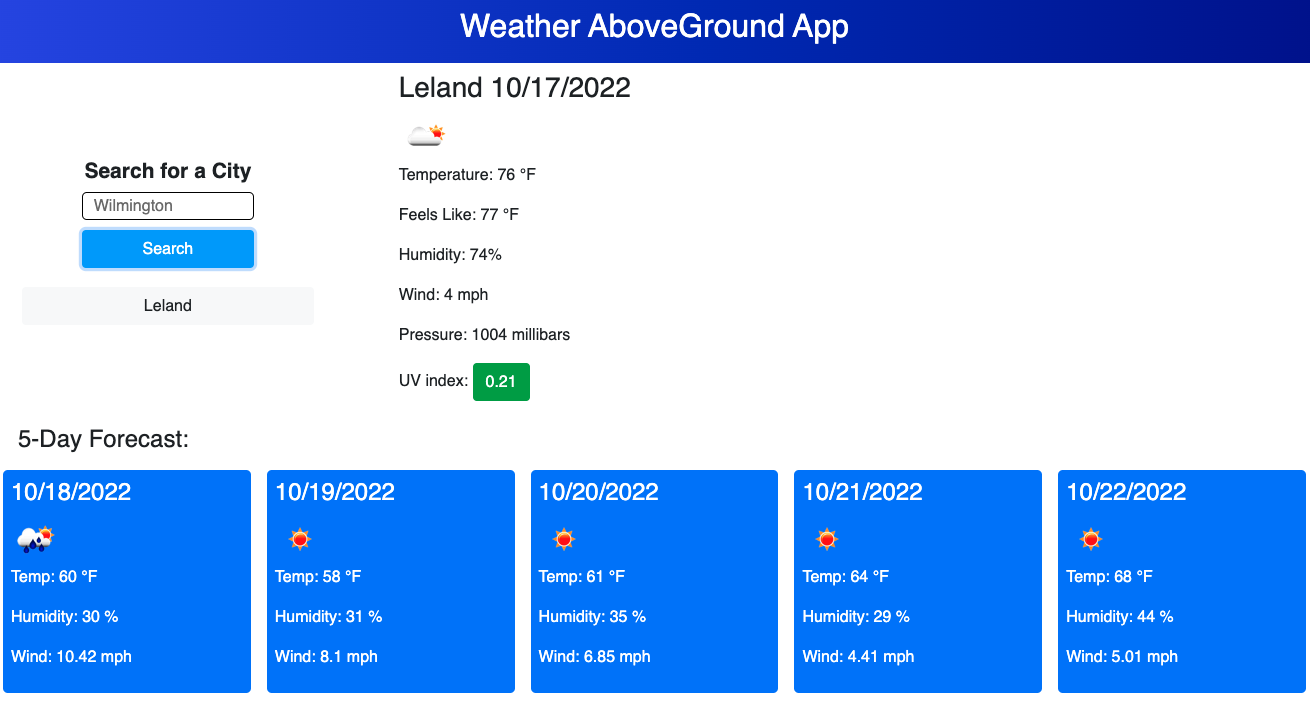 Weather AboveGround App
Search for a City
Wilmington
Search
Leland
Leland 10/17/2022
Temperature: 76 °F
Feels Like: 77 °F
Humidity: 74%
Wind: 4 mph
Pressure: 1004 millibars
UV index: 0.21
5-Day Forecast:
10/18/2022
Temp: 60 °F
Humidity: 30 %
Wind: 10.42 mph
10/19/2022
Temp: 58 °F
Humidity: 31 %
Wind: 8.1 mph
10/20/2022
Temp: 61 °F
Humidity: 35 %
Wind: 6.85 mph
10/21/2022
Temp: 64 °F
Humidity: 29 %
Wind: 4.41 mph
10/22/2022
Temp: 68 °F
Humidity: 44 %
Wind: 5.01 mph